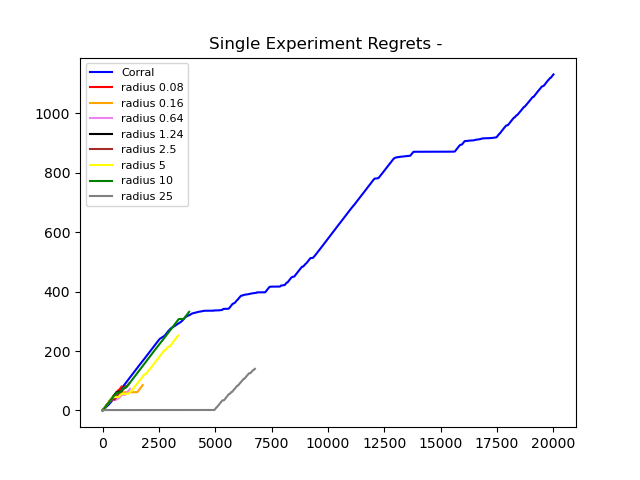 Single Experiment Regrets -
Corral
radius 0.08
radius 0.16
radius 0.64
radius 1.24
radius 2.5
radius 5
radius 10
radius 25
1000
800
600
400
200
0
0 2500 5000 7500 10000 12500 15000 17500 20000